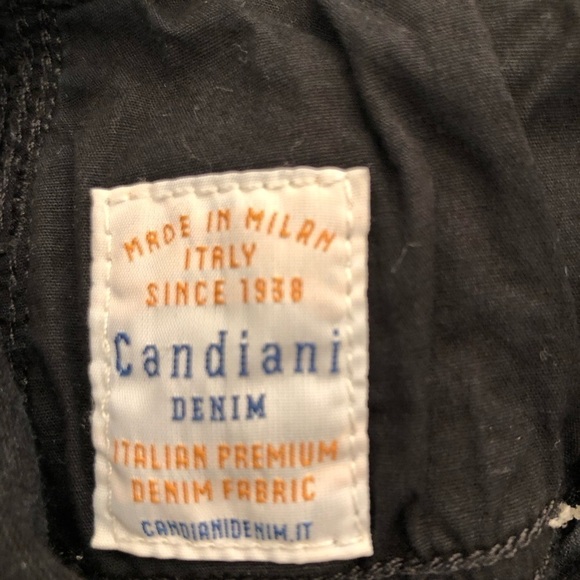 MADE IN MILAN
ITALY
SINCE 1938
Candiani
DENIM
ITALIAN PREMIUM
DENIM FABRIC
CANDIANIDENIM.IT